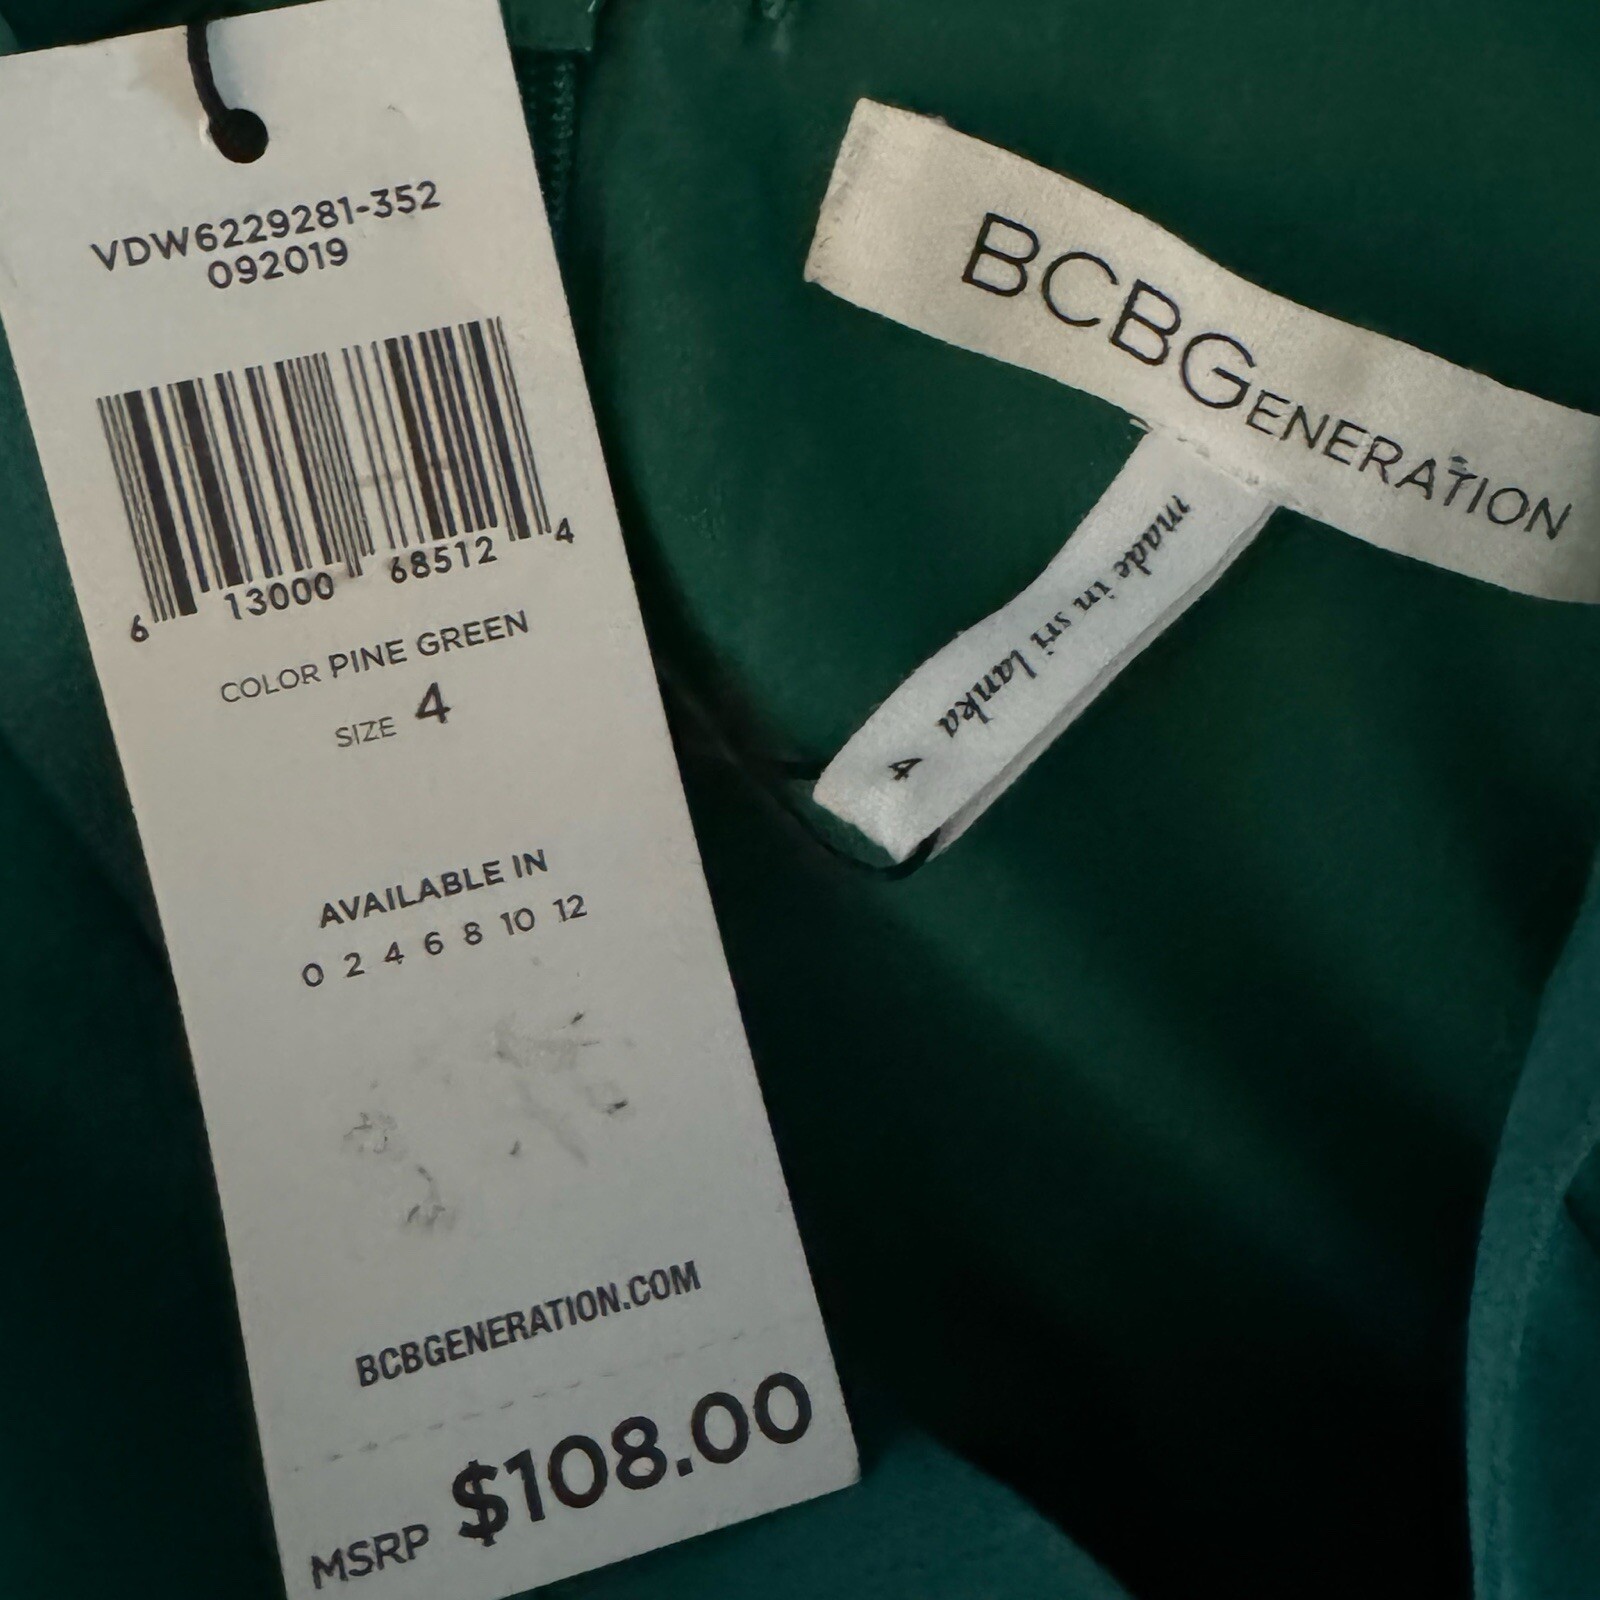 VDW6229281-352
092019
6 13000 68512 4
COLOR PINE GREEN
SIZE 4
AVAILABLE IN
0 2 4 6 8 10 12
BCBGENERATION.COM
MSRP $108.00
BCBGENERATION
made in sri lanka 4